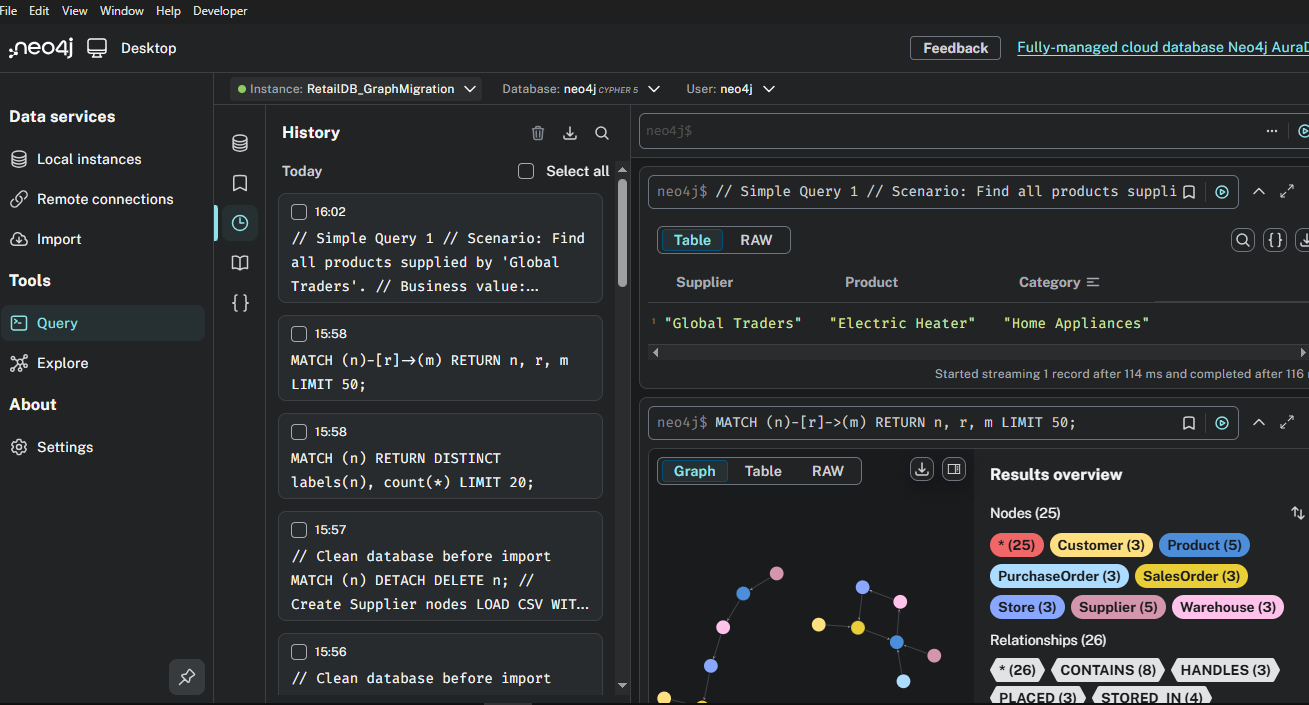 File Edit View Window Help Developer
neo4j Desktop
Feedback
Fully-managed cloud database Neo4j AuraD
Data services
Local instances
Remote connections
Import
Tools
Query
Explore
About
Settings
Instance: RetailDB_GraphMigration
Database: neo4j CYPHER 5
User: neo4j
History
Today
Select all
16:02
// Simple Query 1 // Scenario: Find
all products supplied by 'Global
Traders'. // Business value:...
15:58
MATCH (n)-[r]->(m) RETURN n, r, m
LIMIT 50;
15:58
MATCH (n) RETURN DISTINCT
labels(n), count(*) LIMIT 20;
15:57
// Clean database before import
MATCH (n) DETACH DELETE n; //
Create Supplier nodes LOAD CSV WIT...
15:56
// Clean database before import
neo4j$
neo4j$ // Simple Query 1 // Scenario: Find all products suppli
Table RAW
Supplier Product Category
1 "Global Traders" "Electric Heater" "Home Appliances"
Started streaming 1 record after 114 ms and completed after 116
neo4j$ MATCH (n)-[r]->(m) RETURN n, r, m LIMIT 50;
Graph Table RAW
Results overview
Nodes (25)
* (25) Customer (3) Product (5)
PurchaseOrder (3) SalesOrder (3)
Store (3) Supplier (5) Warehouse (3)
Relationships (26)
* (26) CONTAINS (8) HANDLES (3)
PLACED (3) STORED_IN (4)